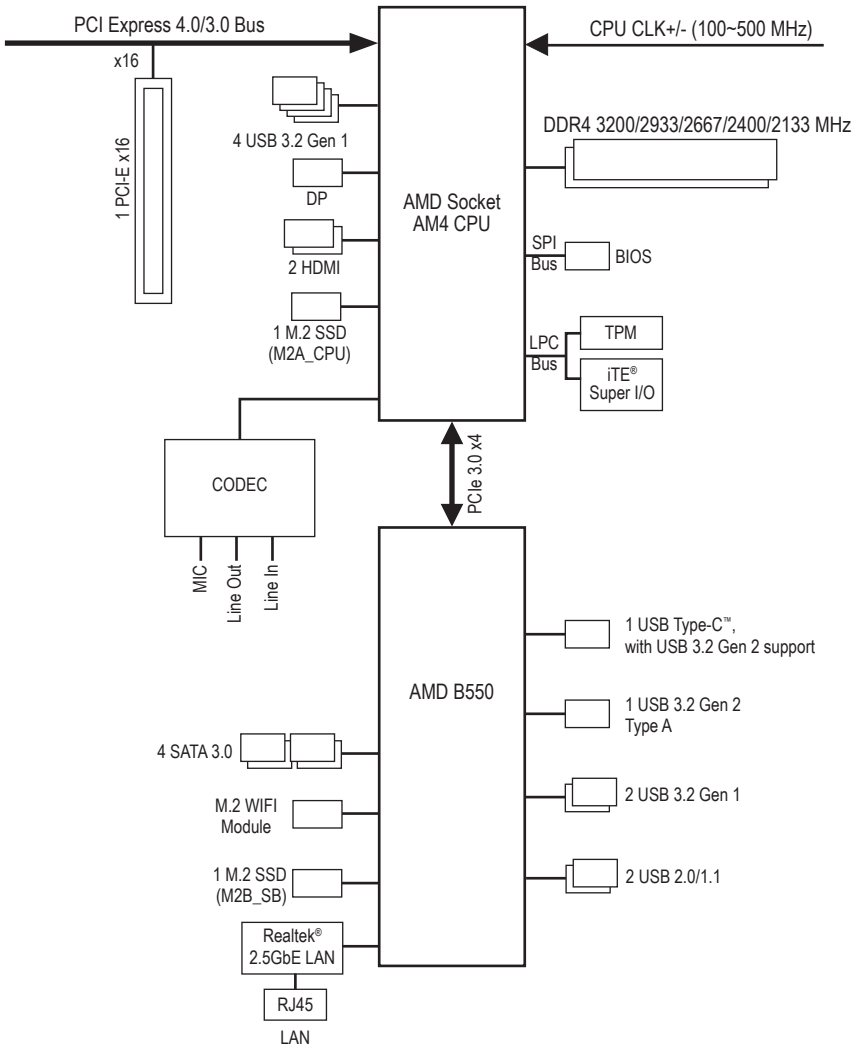 PCI Express 4.0/3.0 Bus
CPU CLK+/- (100~500 MHz)
x16
1 PCI-E x16
4 USB 3.2 Gen 1
DP
2 HDMI
1 M.2 SSD
(M2A_CPU)
AMD Socket
AM4 CPU
DDR4 3200/2933/2667/2400/2133 MHz
SPI
Bus
BIOS
LPC
Bus
TPM
iTE®
Super I/O
CODEC
MIC
Line Out
Line In
PCIe 3.0 x4
AMD B550
1 USB Type-C™,
with USB 3.2 Gen 2 support
1 USB 3.2 Gen 2
Type A
2 USB 3.2 Gen 1
2 USB 2.0/1.1
4 SATA 3.0
M.2 WIFI
Module
1 M.2 SSD
(M2B_SB)
Realtek®
2.5GbE LAN
RJ45
LAN